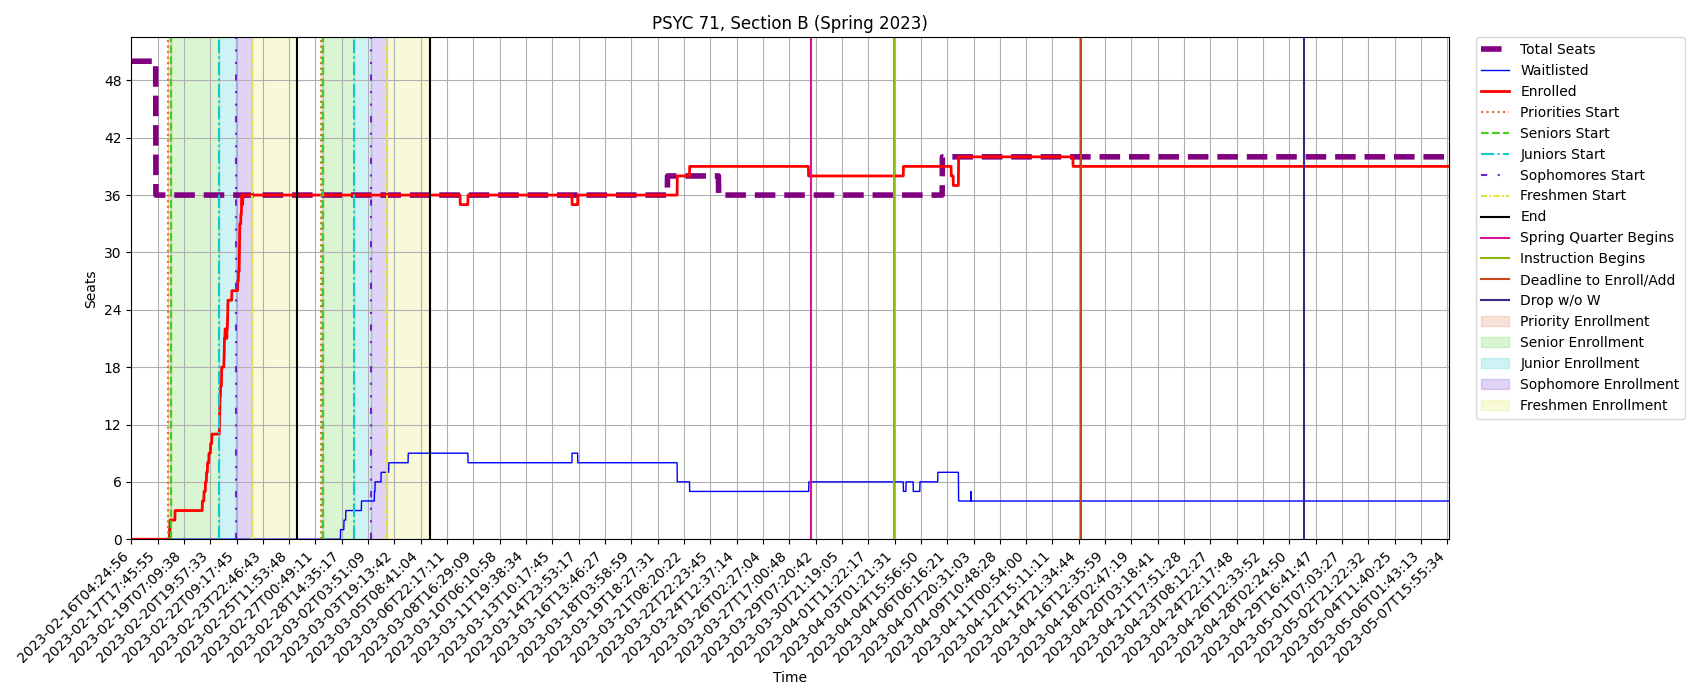 PSYC 71, Section B (Spring 2023)
Seats
48
42
36
30
24
18
12
6
0
2023-02-16T04:24:56
2023-02-17T17:45:55
2023-02-19T07:09:38
2023-02-20T19:57:33
2023-02-22T09:17:45
2023-02-23T22:46:43
2023-02-25T11:53:48
2023-02-27T00:49:11
2023-02-28T14:35:17
2023-03-02T03:51:09
2023-03-03T19:13:42
2023-03-05T08:41:04
2023-03-06T22:17:11
2023-03-08T16:29:09
2023-03-10T06:10:58
2023-03-11T19:38:34
2023-03-13T10:17:45
2023-03-14T23:53:17
2023-03-16T13:46:27
2023-03-18T03:58:59
2023-03-19T18:27:31
2023-03-21T08:20:22
2023-03-22T22:23:45
2023-03-24T12:37:14
2023-03-26T02:27:04
2023-03-27T17:00:48
2023-03-29T07:20:42
2023-03-30T21:19:05
2023-04-01T11:22:17
2023-04-03T01:21:31
2023-04-04T15:56:50
2023-04-06T06:16:21
2023-04-07T20:31:03
2023-04-09T10:48:28
2023-04-11T00:54:00
2023-04-12T15:11:11
2023-04-14T21:34:44
2023-04-16T12:35:59
2023-04-18T02:47:19
2023-04-20T03:18:41
2023-04-21T17:51:28
2023-04-23T08:12:27
2023-04-24T22:17:48
2023-04-26T12:33:52
2023-04-28T02:24:50
2023-04-29T16:41:47
2023-05-01T07:03:27
2023-05-02T21:22:32
2023-05-04T11:40:25
2023-05-06T01:43:13
2023-05-07T15:55:34
Time
Total Seats
Waitlisted
Enrolled
Priorities Start
Seniors Start
Juniors Start
Sophomores Start
Freshmen Start
End
Spring Quarter Begins
Instruction Begins
Deadline to Enroll/Add
Drop w/o W
Priority Enrollment
Senior Enrollment
Junior Enrollment
Sophomore Enrollment
Freshmen Enrollment